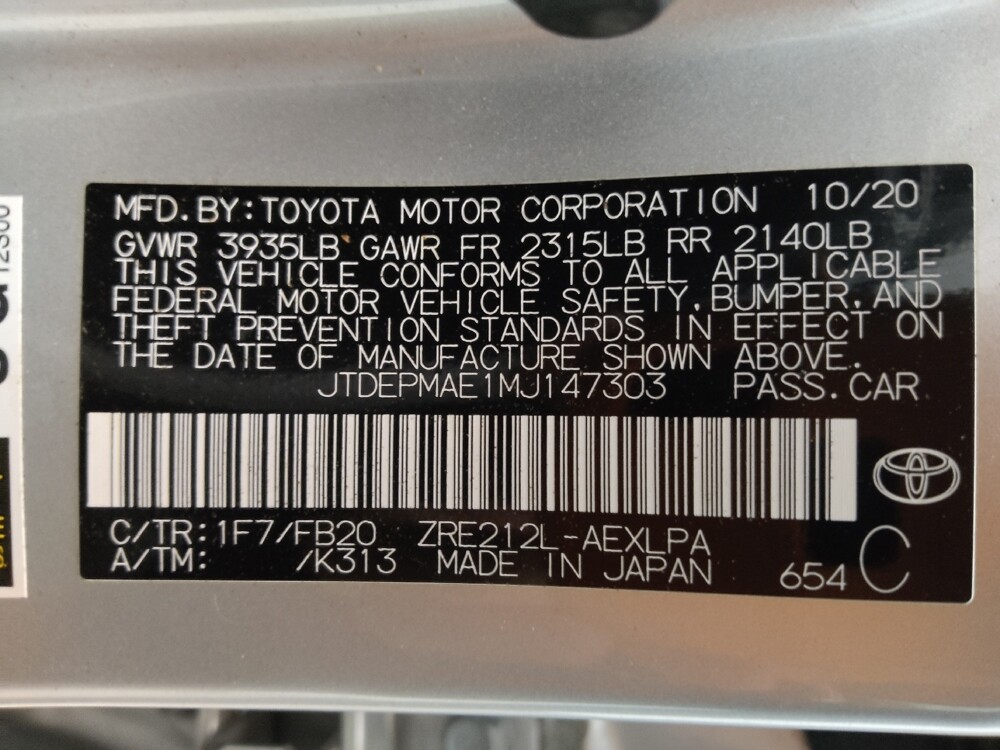 MFD.BY:TOYOTA MOTOR CORPORATION 10/20
GVWR 3935LB GAWR FR 2315LB RR 2140LB
THIS VEHICLE CONFORMS TO ALL APPLICABLE
FEDERAL MOTOR VEHICLE SAFETY,BUMPER,AND
THEFT PREVENTION STANDARDS IN EFFECT ON
THE DATE OF MANUFACTURE SHOWN ABOVE.
JTDEPMAE1MJ147303 PASS.CAR
C/TR:1F7/FB20 ZRE212L-AEXLPA
A/TM: /K313 MADE IN JAPAN 654 C